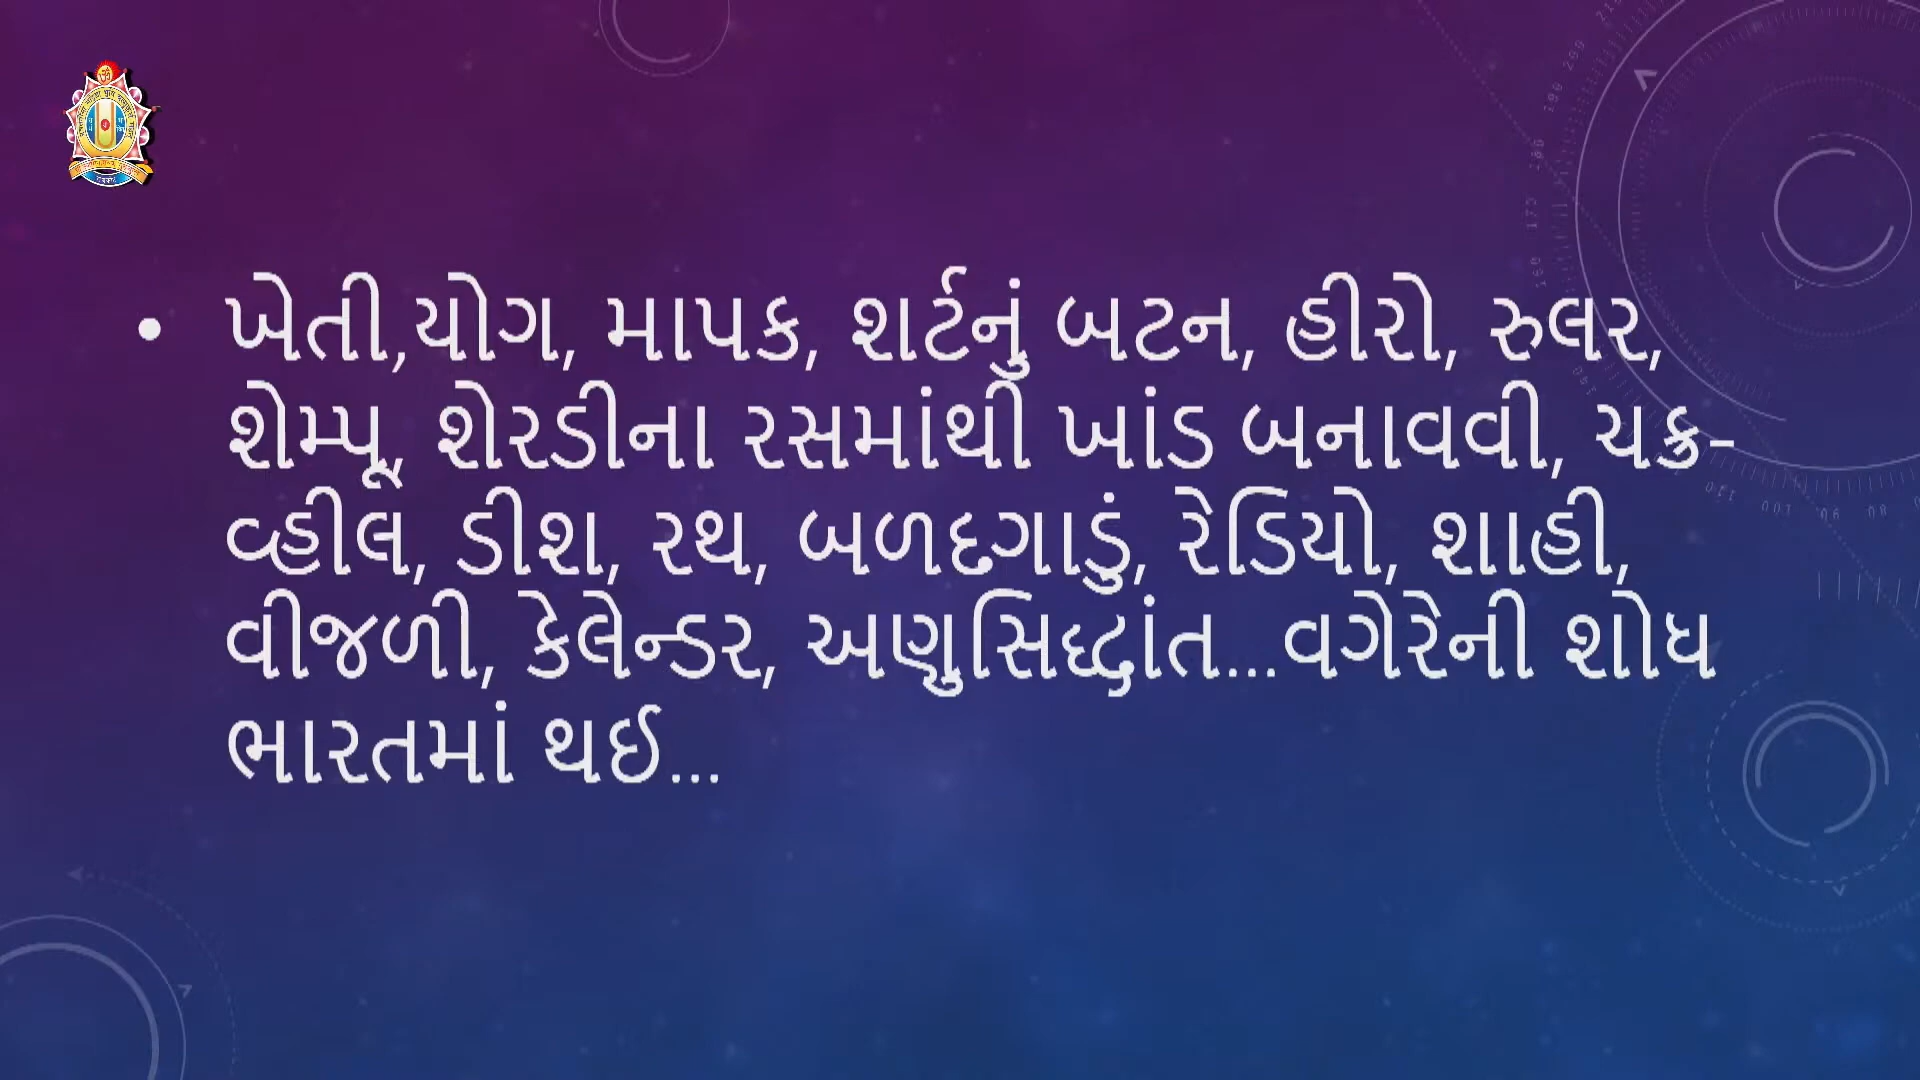 • ખેતી,યોગ, માપક, શર્ટનું બટન, હીરો, રુલર,
શેમ્પૂ, શેરડીના રસમાંથી ખાંડ બનાવવી, ચક્ર-
વ્હીલ, ડીશ, રથ, બળદગાડું, રેડિયો, શાહી,
વીજળી, કેલેન્ડર, અણુસિદ્ધાંત...વગેરેની શોધ
ભારતમાં થઈ...